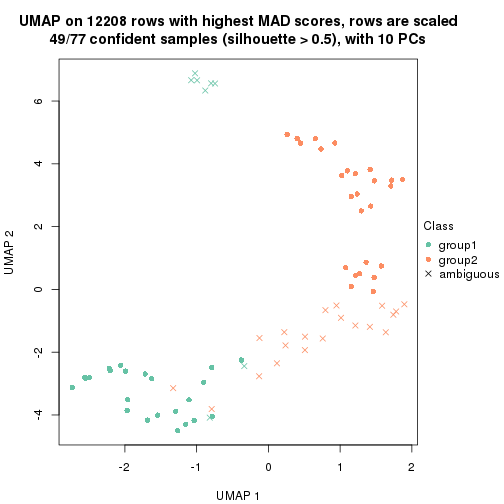 UMAP on 12208 rows with highest MAD scores, rows are scaled
49/77 confident samples (silhouette > 0.5), with 10 PCs
6
4
2
0
-2
-4
UMAP 2
-2
-1
0
1
2
UMAP 1
Class
group1
group2
ambiguous